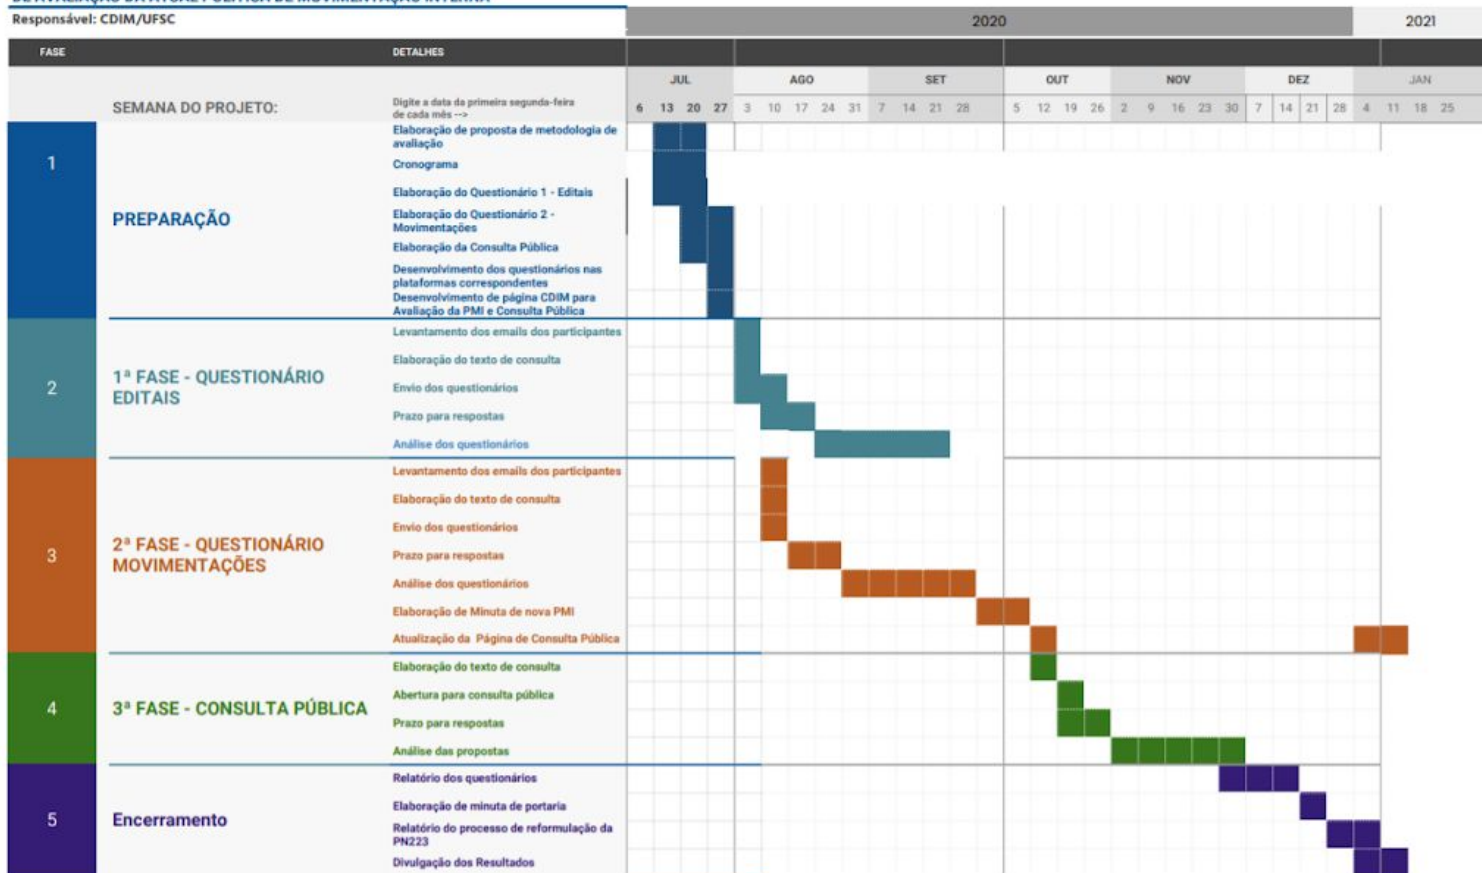 DE AVALIAÇÃO DA ATUAL POLÍTICA DE MOVIMENTAÇÃO INTERNA
Responsável: CDIM/UFSC
2020
2021
FASE
DETALHES
JUL
AGO
SET
OUT
NOV
DEZ
JAN
SEMANA DO PROJETO:
Digite a data da primeira segunda-feira
de cada mês -->
6 13 20 27 3 10 17 24 31 7 14 21 28 5 12 19 26 2 9 16 23 30 7 14 21 28 4 11 18 25
1
PREPARAÇÃO
Elaboração de proposta de metodologia de
avaliação
Cronograma
Elaboração do Questionário 1 - Editais
Elaboração do Questionário 2 -
Movimentações
Elaboração da Consulta Pública
Desenvolvimento dos questionários nas
plataformas correspondentes
Desenvolvimento de página CDIM para
Avaliação da PMI e Consulta Pública
2
1ª FASE - QUESTIONÁRIO
EDITAIS
Levantamento dos emails dos participantes
Elaboração do texto de consulta
Envio dos questionários
Prazo para respostas
Análise dos questionários
3
2ª FASE - QUESTIONÁRIO
MOVIMENTAÇÕES
Levantamento dos emails dos participantes
Elaboração do texto de consulta
Envio dos questionários
Prazo para respostas
Análise dos questionários
Elaboração de Minuta de nova PMI
Atualização da Página de Consulta Pública
4
3ª FASE - CONSULTA PÚBLICA
Elaboração do texto de consulta
Abertura para consulta pública
Prazo para respostas
Análise das propostas
5
Encerramento
Relatório dos questionários
Elaboração de minuta de portaria
Relatório do processo de reformulação da
PN223
Divulgação dos Resultados